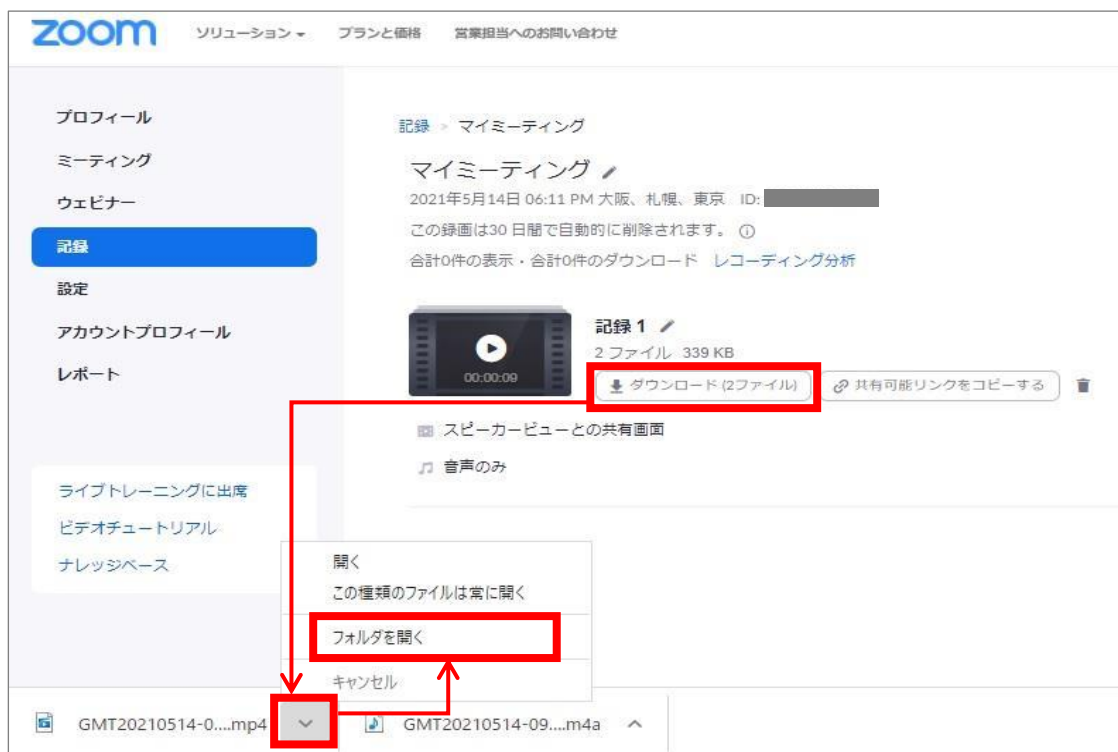 zoom ソリューション プランと価格 営業担当へのお問い合わせ
プロフィール
ミーティング
ウェビナー
記録
設定
アカウントプロフィール
レポート
ライブトレーニングに出席
ビデオチュートリアル
ナレッジベース
記録 > マイミーティング
マイミーティング
2021年5月14日 06:11 PM 大阪、札幌、東京 ID:
この録画は30 日間で自動的に削除されます。
合計0件の表示・合計0件のダウンロード レコーディング分析
00:00:09
記録 1
2 ファイル 339 KB
ダウンロード (2ファイル) 共有可能リンクをコピーする
スピーカービューとの共有画面
音声のみ
開く
この種類のファイルは常に開く
フォルダを開く
キャンセル
GMT20210514-0....mp4 GMT20210514-09....m4a